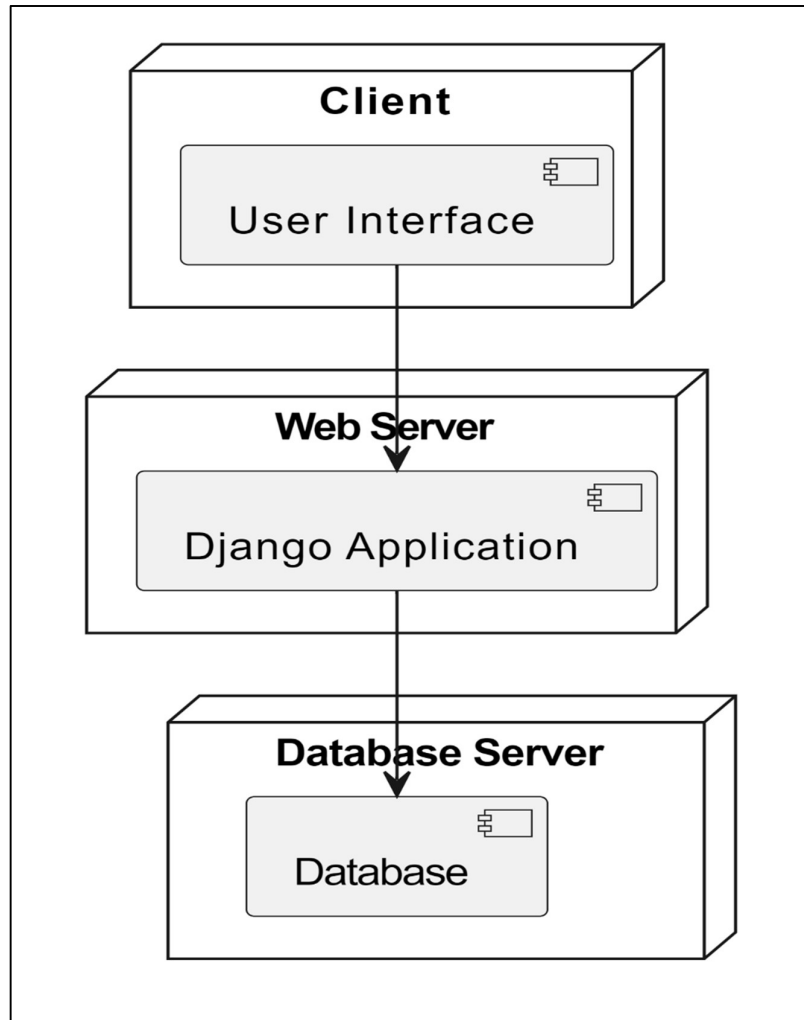 Client
User Interface
Web Server
Django Application
Database Server
Database